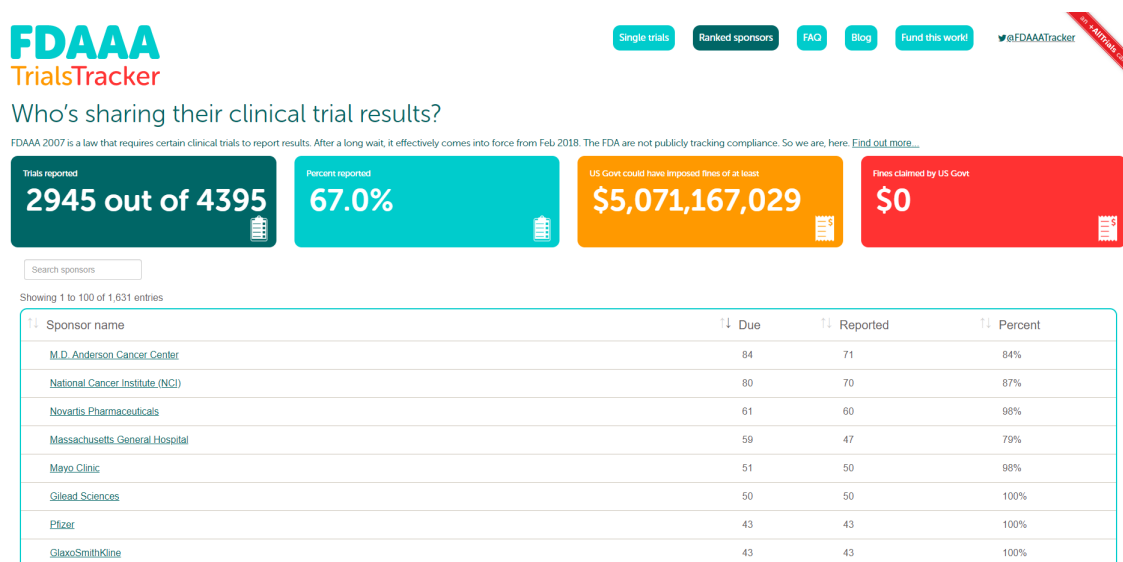 FDAAA
TrialsTracker
Single trials
Ranked sponsors
FAQ
Blog
Fund this work!
@FDAAATracker
an +AllTrials
Who's sharing their clinical trial results?
FDAAA 2007 is a law that requires certain clinical trials to report results. After a long wait, it effectively comes into force from Feb 2018. The FDA are not publicly tracking compliance. So we are, here. Find out more...
Trials reported
2945 out of 4395
Percent reported
67.0%
US Govt could have imposed fines of at least
$5,071,167,029
Fines claimed by US Govt
$0
Search sponsors
Showing 1 to 100 of 1,631 entries
Sponsor name Due Reported Percent
M.D. Anderson Cancer Center 84 71 84%
National Cancer Institute (NCI) 80 70 87%
Novartis Pharmaceuticals 61 60 98%
Massachusetts General Hospital 59 47 79%
Mayo Clinic 51 50 98%
Gilead Sciences 50 50 100%
Pfizer 43 43 100%
GlaxoSmithKline 43 43 100%